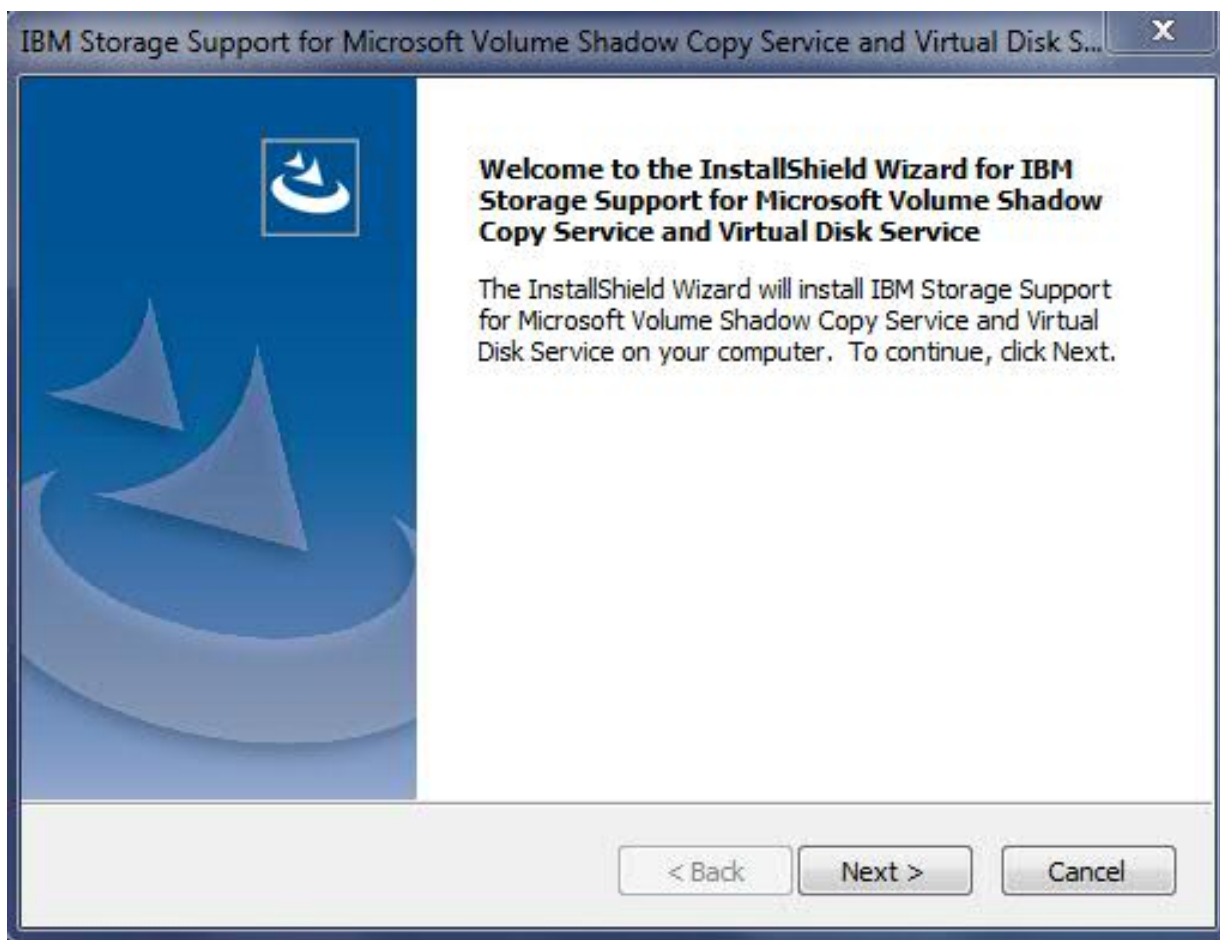 IBM Storage Support for Microsoft Volume Shadow Copy Service and Virtual Disk S...
X
Welcome to the InstallShield Wizard for IBM
Storage Support for Microsoft Volume Shadow
Copy Service and Virtual Disk Service
The InstallShield Wizard will install IBM Storage Support
for Microsoft Volume Shadow Copy Service and Virtual
Disk Service on your computer.  To continue, click Next.
< Back
Next >
Cancel